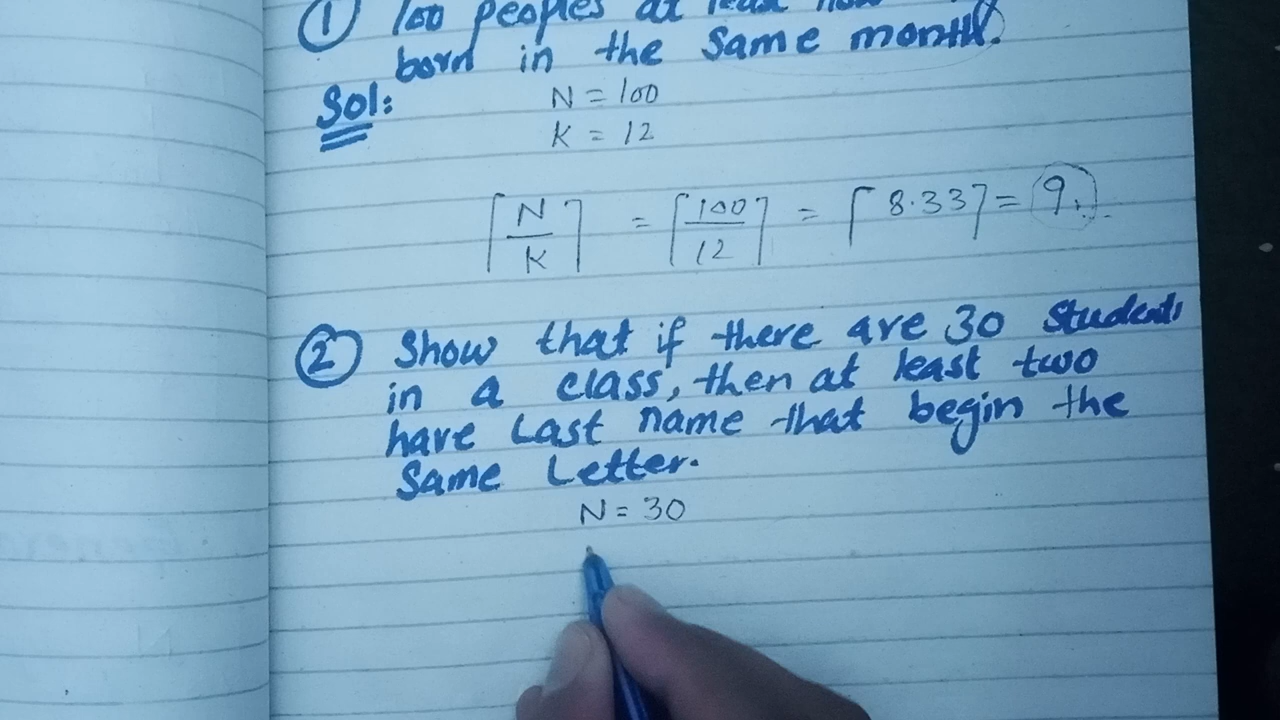 ① 100 peoples at least how
born in the same month.
Sol:
N = 100
K = 12
⌈N/K⌉ = ⌈100/12⌉ = ⌈8.33⌉ = 9.
② Show that if there are 30 students
in a class, then at least two
have Last name that begin the
Same Letter.
N = 30